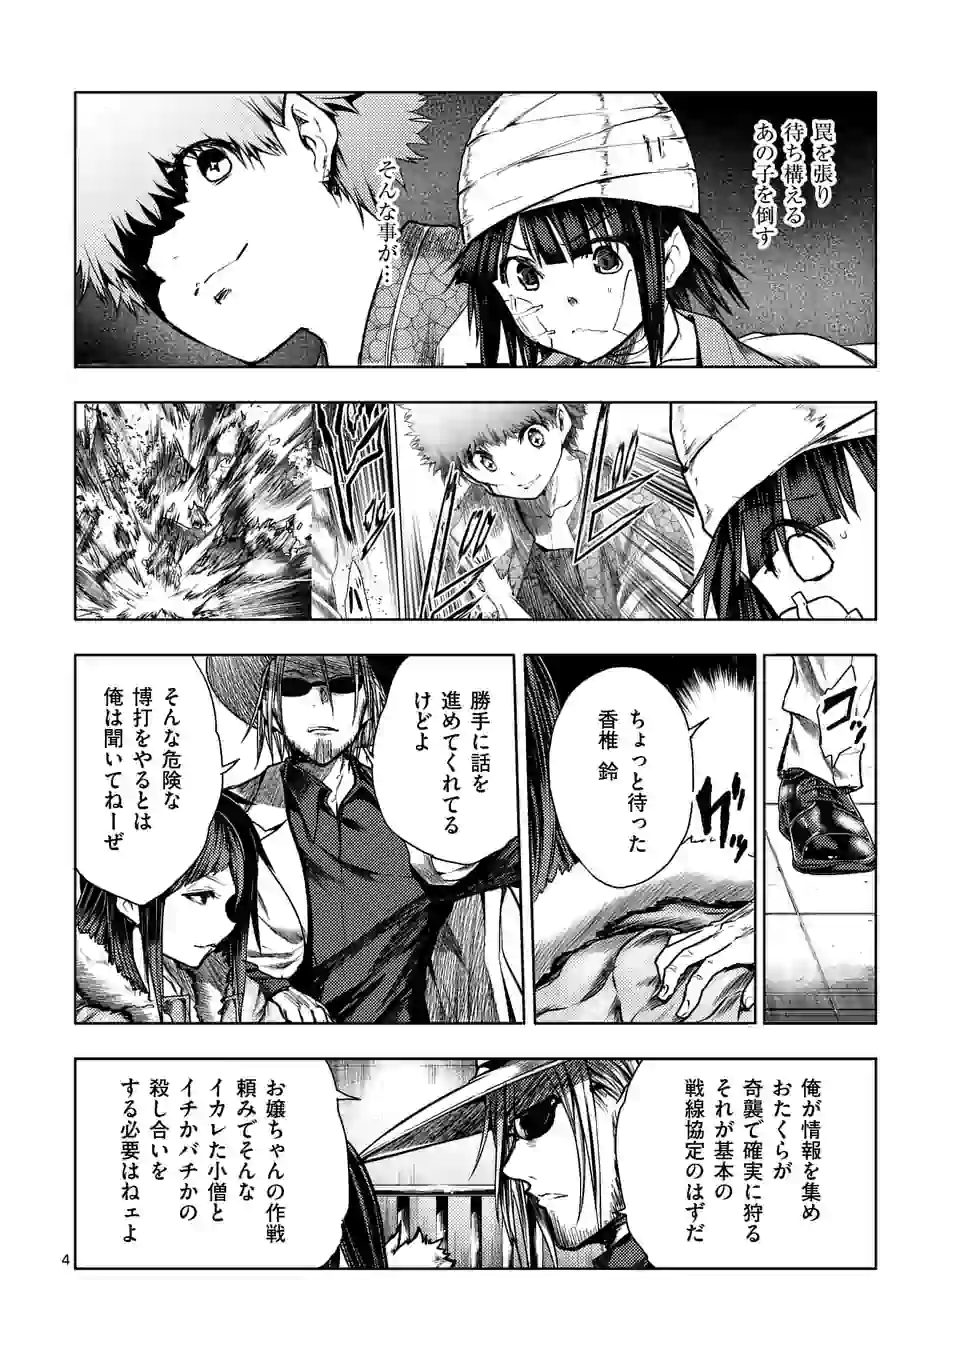 罠を張り
待ち構える
あの子を倒す
そんな事が…
コッ
グッ
ちょっと待った
香椎 鈴
勝手に話を
進めてくれてる
けどよ
そんな危険な
博打をやるとは
俺は聞いてねーぜ
俺が情報を集め
おたくらが
奇襲で確実に狩る
それが基本の
戦線協定のはずだ
お嬢ちゃんの作戦
頼みでそんな
イカレた小僧と
イチかバチかの
殺し合いを
する必要はねェよ
4